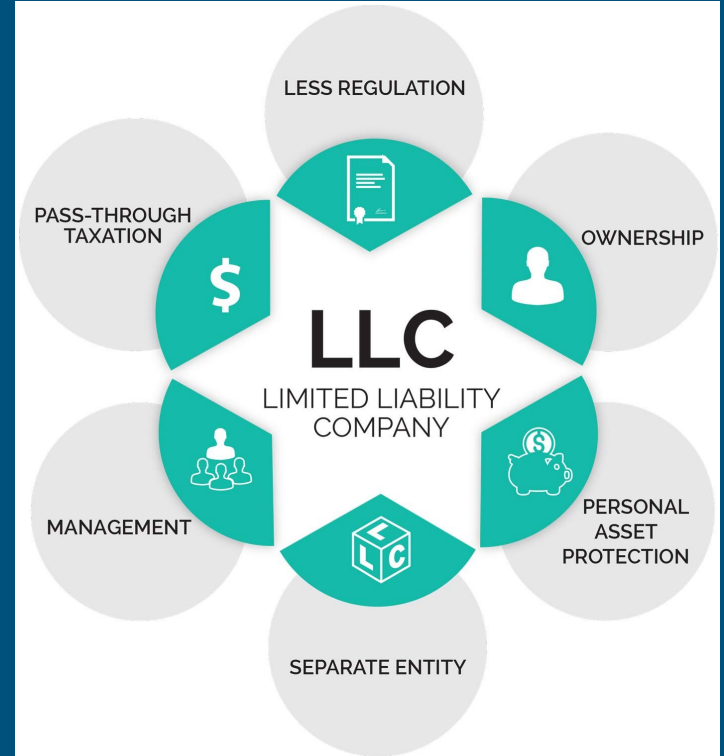 LESS REGULATION
PASS-THROUGH
TAXATION
$
OWNERSHIP
LLC
LIMITED LIABILITY
COMPANY
$
MANAGEMENT
L
L C
PERSONAL
ASSET
PROTECTION
SEPARATE ENTITY